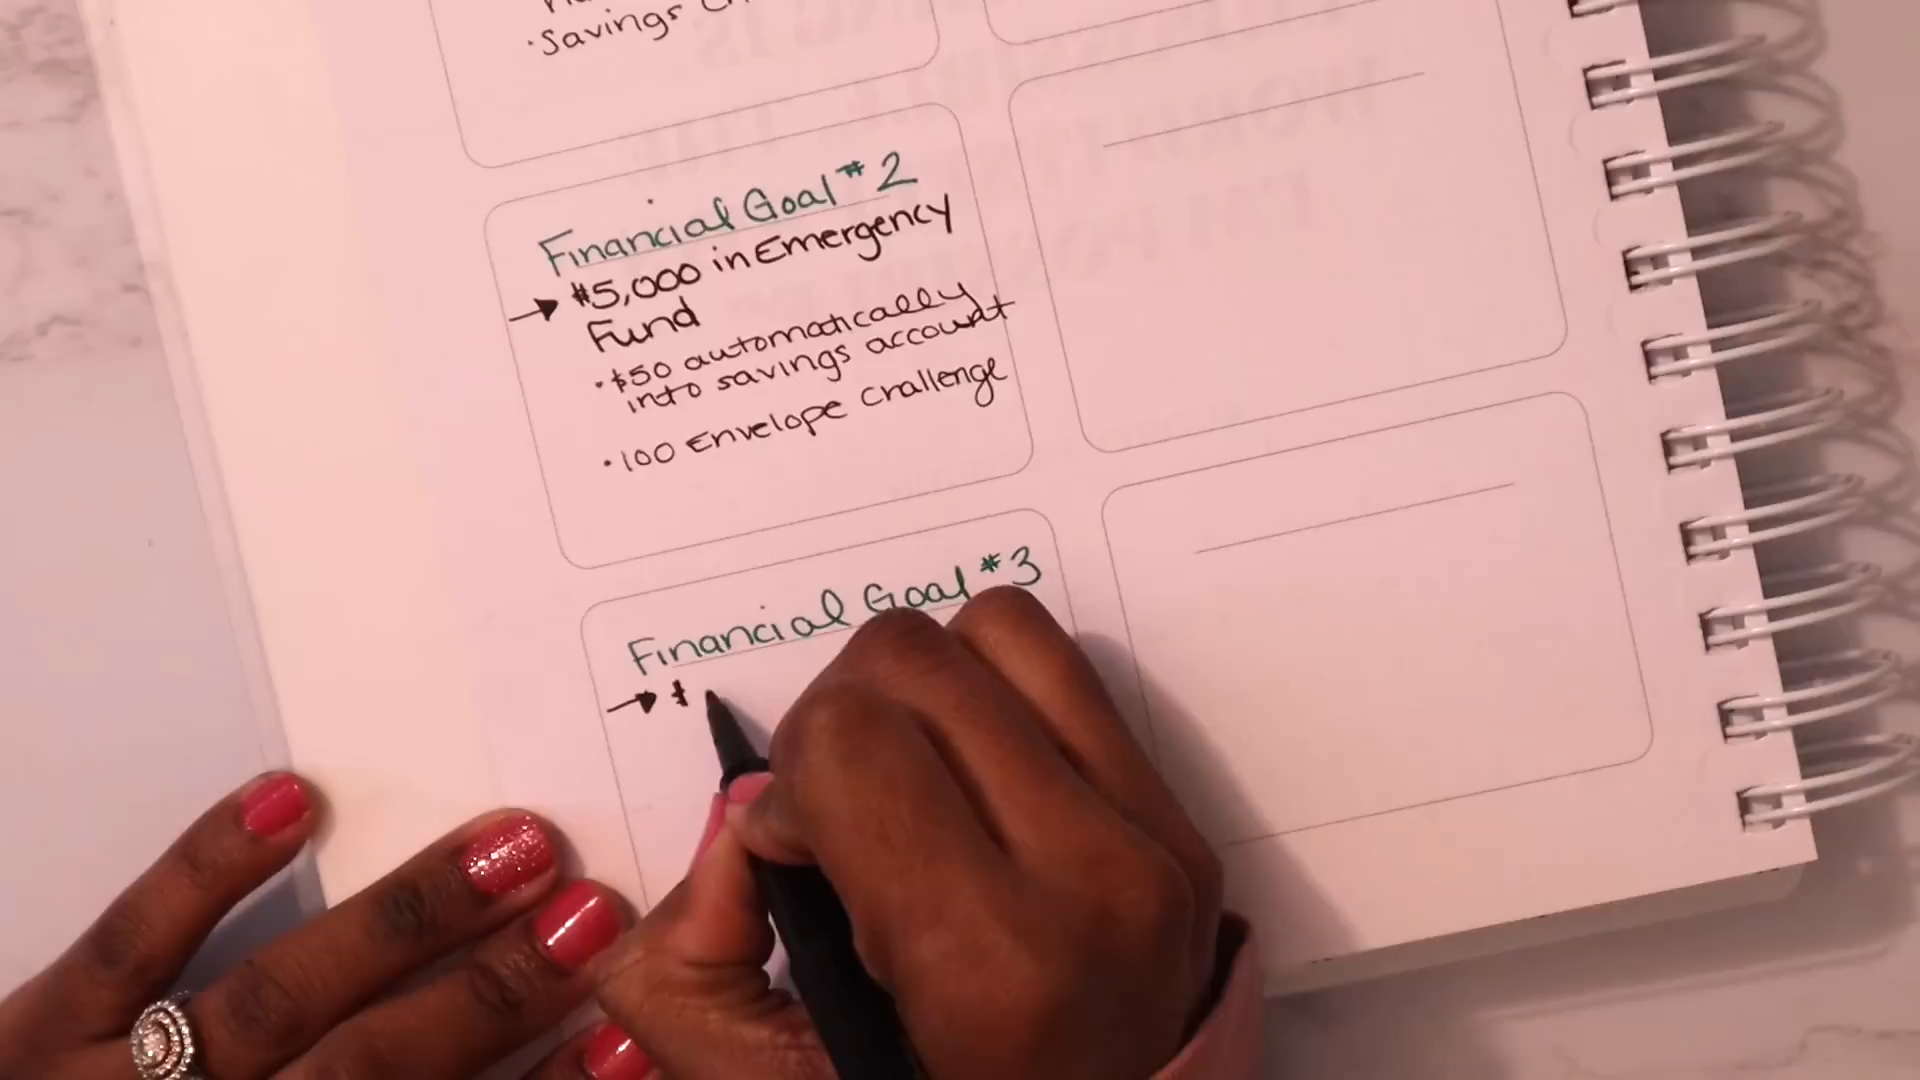 ·Savings
Financial Goal #2
→ $5,000 in Emergency
Fund
·$50 automatically
into savings account
·100 Envelope Challenge
Financial Goal #3
→ $